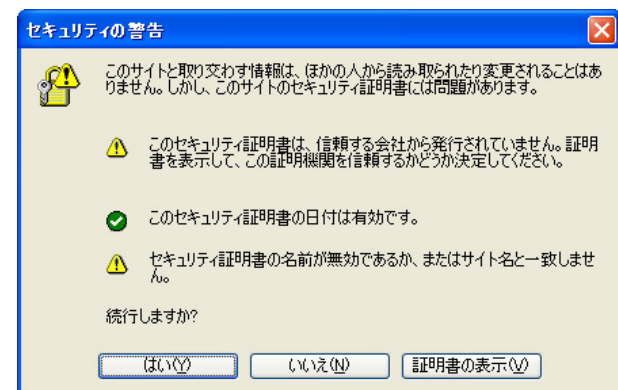 セキュリティの警告
このサイトと取り交わす情報は、ほかの人から読み取られたり変更されることはあ
りません。しかし、このサイトのセキュリティ証明書には問題があります。
このセキュリティ証明書は、信頼する会社から発行されていません。証明
書を表示して、この証明機関を信頼するかどうか決定してください。
このセキュリティ証明書の日付は有効です。
セキュリティ証明書の名前が無効であるか、またはサイト名と一致しませ
ん。
続行しますか?
はい(Y) いいえ(N) 証明書の表示(V)